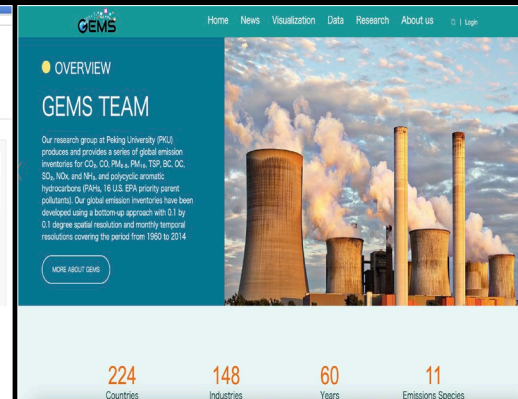 GEMS
Home News Visualization Data Research About us | Login
OVERVIEW
GEMS TEAM
Our research group at Peking University (PKU)
produces and provides a series of global emission
inventories for CO₂, CO, PM₂.₅, PM₁₀, TSP, BC, OC,
SO₂, NOx, and NH₃, and polycyclic aromatic
hydrocarbons (PAHs, 16 U.S. EPA priority parent
pollutants). Our global emission inventories have been
developed using a bottom-up approach with 0.1 by
0.1 degree spatial resolution and monthly temporal
resolutions covering the period from 1960 to 2014
MORE ABOUT GEMS
224 148 60 11
Countries Industries Years Emissions Species